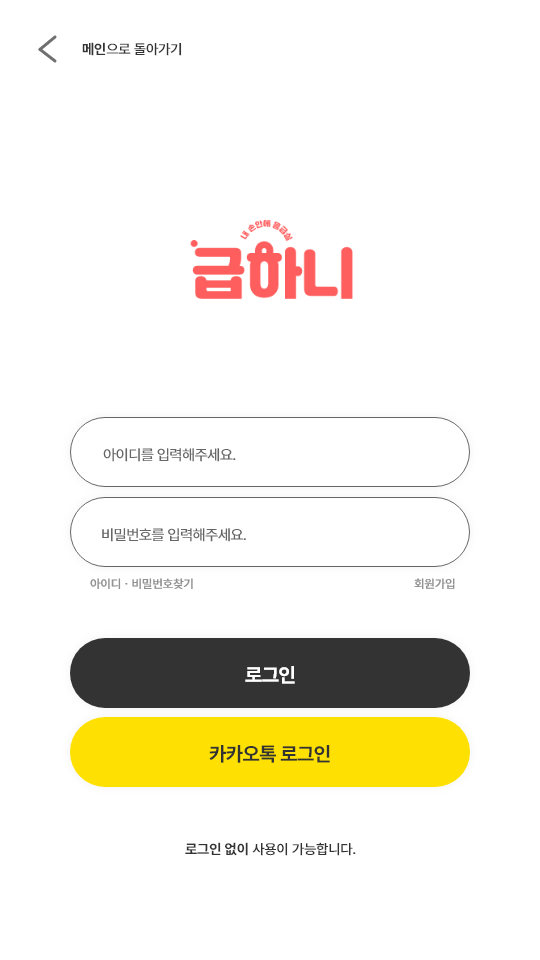 메인으로 돌아가기
내 손안에 응급실
급하니
아이디를 입력해주세요.
비밀번호를 입력해주세요.
아이디 · 비밀번호찾기 회원가입
로그인
카카오톡 로그인
로그인 없이 사용이 가능합니다.